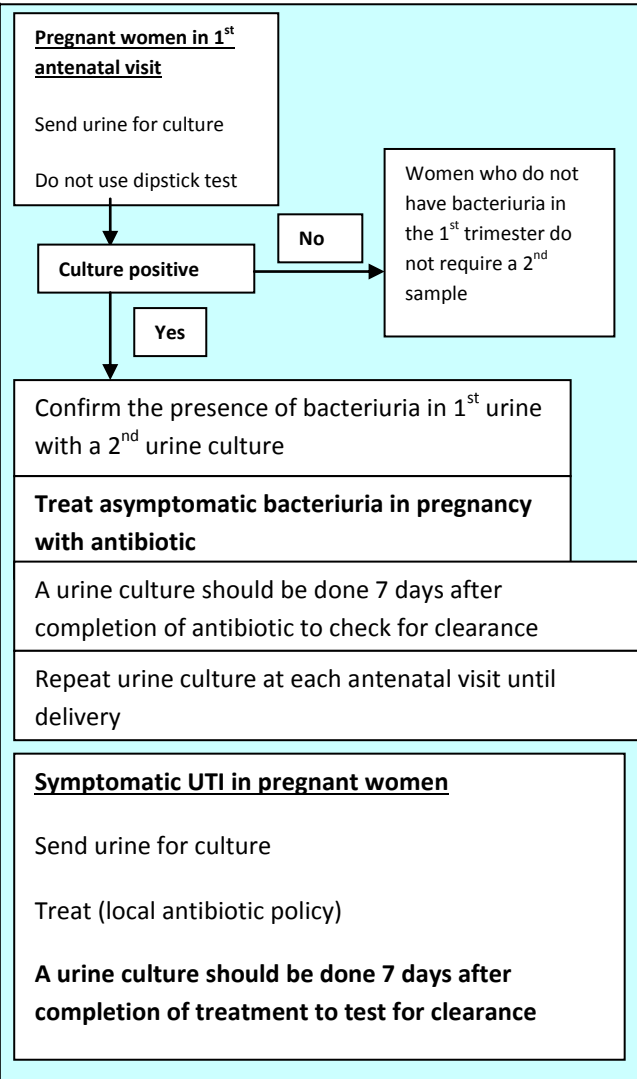 Pregnant women in 1st
antenatal visit
Send urine for culture
Do not use dipstick test
Women who do not
have bacteriuria in
the 1st trimester do
not require a 2nd
sample
No
Culture positive
Yes
Confirm the presence of bacteriuria in 1st urine
with a 2nd urine culture
Treat asymptomatic bacteriuria in pregnancy
with antibiotic
A urine culture should be done 7 days after
completion of antibiotic to check for clearance
Repeat urine culture at each antenatal visit until
delivery
Symptomatic UTI in pregnant women
Send urine for culture
Treat (local antibiotic policy)
A urine culture should be done 7 days after
completion of treatment to test for clearance